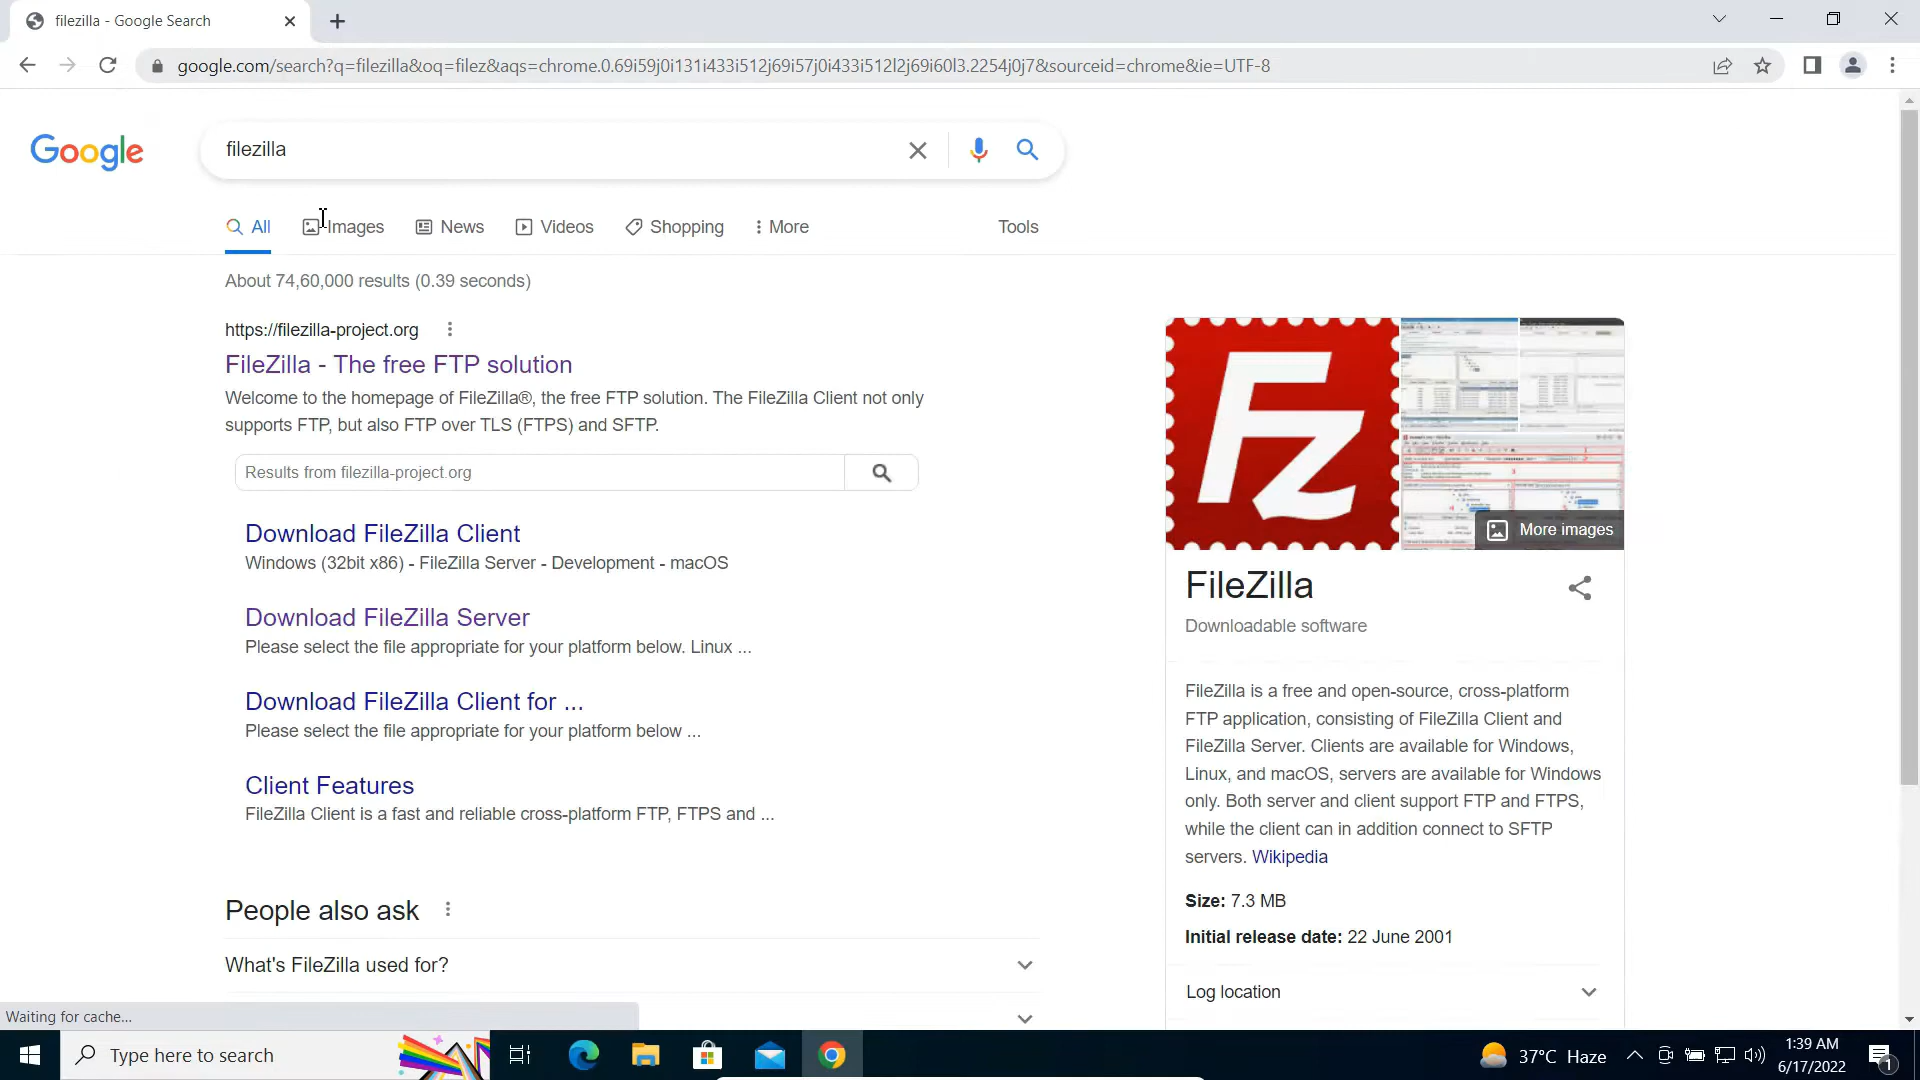 filezilla - Google Search
google.com/search?q=filezilla&oq=filez&aqs=chrome.0.69i59j0i131i433i512j69i57j0i433i512l2j69i60l3.2254j0j7&sourceid=chrome&ie=UTF-8
Google
filezilla
All Images News Videos Shopping More Tools
About 74,60,000 results (0.39 seconds)
https://filezilla-project.org
FileZilla - The free FTP solution
Welcome to the homepage of FileZilla®, the free FTP solution. The FileZilla Client not only
supports FTP, but also FTP over TLS (FTPS) and SFTP.
Results from filezilla-project.org
Download FileZilla Client
Windows (32bit x86) - FileZilla Server - Development - macOS
Download FileZilla Server
Please select the file appropriate for your platform below. Linux ...
Download FileZilla Client for ...
Please select the file appropriate for your platform below ...
Client Features
FileZilla Client is a fast and reliable cross-platform FTP, FTPS and ...
People also ask
What's FileZilla used for?
Fz
More images
FileZilla
Downloadable software
FileZilla is a free and open-source, cross-platform
FTP application, consisting of FileZilla Client and
FileZilla Server. Clients are available for Windows,
Linux, and macOS, servers are available for Windows
only. Both server and client support FTP and FTPS,
while the client can in addition connect to SFTP
servers. Wikipedia
Size: 7.3 MB
Initial release date: 22 June 2001
Log location
Waiting for cache...
Type here to search
37°C Haze
1:39 AM
6/17/2022
1